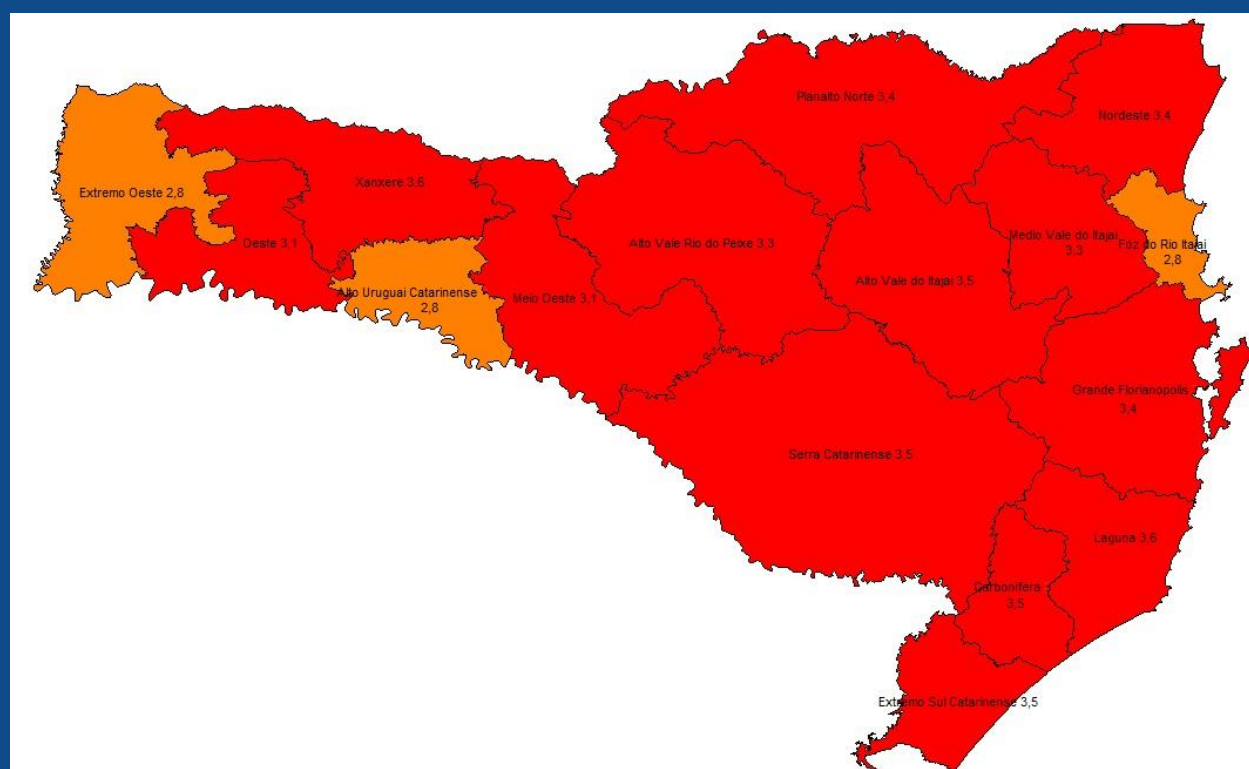 Planalto Norte 3,4
Nordeste 3,4
Extremo Oeste 2,8
Xanxere 3,6
Oeste 3,1
Alto Vale Rio do Peixe 3,3
Medio Vale do Itajai
3,3
Foz do Rio Itajai
2,8
Alto Vale do Itajai 3,5
Alto Uruguai Catarinense
2,8
Meio Oeste 3,1
Grande Florianopolis
3,4
Serra Catarinense 3,5
Laguna 3,6
Carbonifera
3,5
Extremo Sul Catarinense 3,5